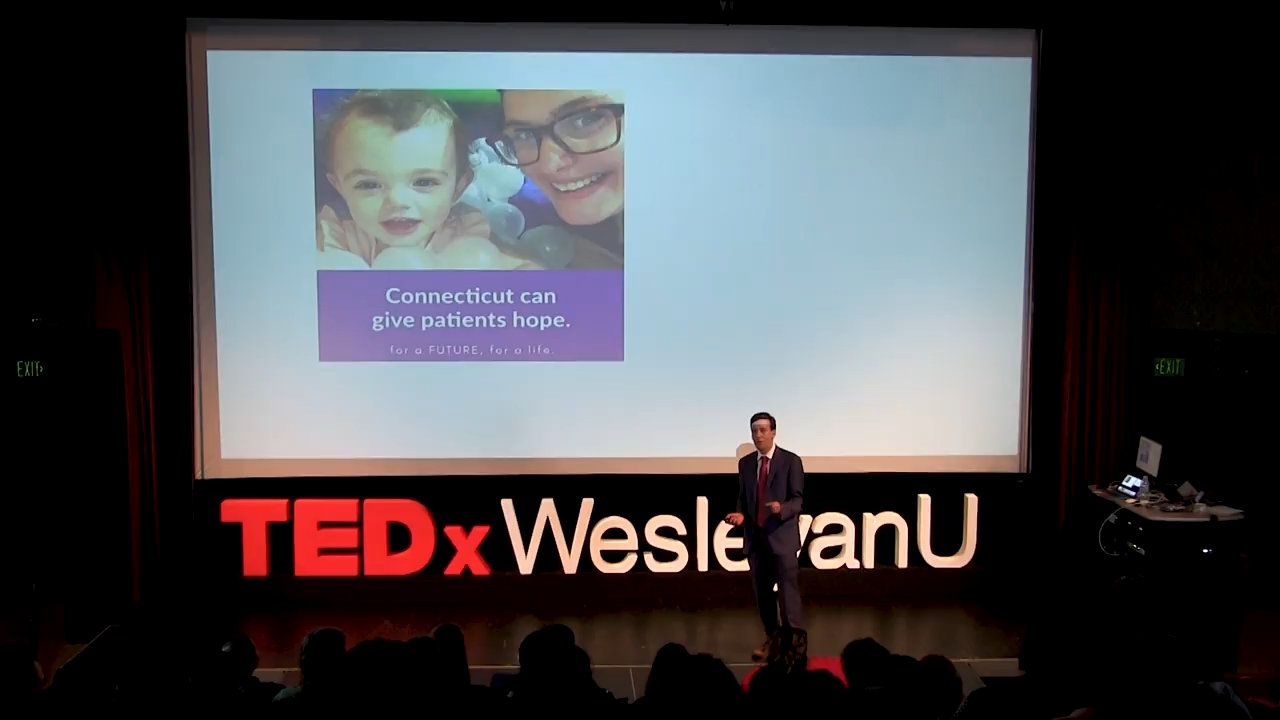 Connecticut can
give patients hope.
for a FUTURE, for a life.
EXIT
EXIT
TEDxWesleyanU